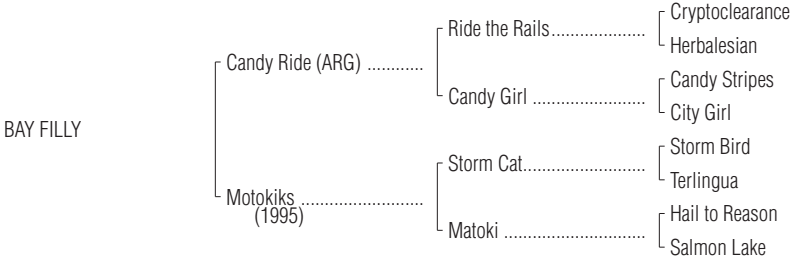 Cryptoclearance
Ride the Rails.....................
Herbalesian
Candy Ride (ARG) ............
Candy Stripes
Candy Girl .........................
City Girl
BAY FILLY
Storm Bird
Storm Cat...........................
Terlingua
Motokiks ..........................
(1995)
Hail to Reason
Matoki ...............................
Salmon Lake